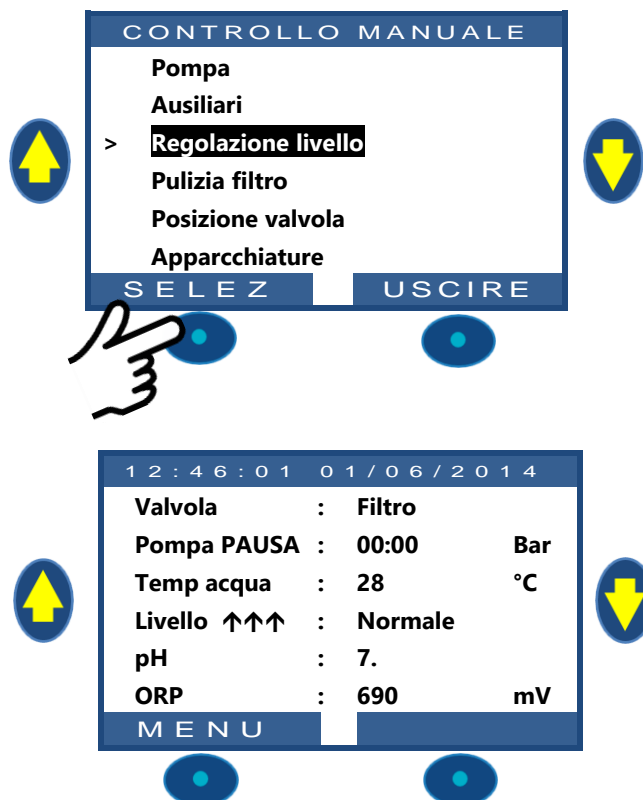 CONTROLLO MANUALE
Pompa
Ausiliari
> Regolazione livello
Pulizia filtro
Posizione valvola
Apparcchiature
SELEZ USCIRE
12:46:01 01/06/2014
Valvola : Filtro
Pompa PAUSA : 00:00 Bar
Temp acqua : 28 °C
Livello ↑↑↑ : Normale
pH : 7.
ORP : 690 mV
MENU